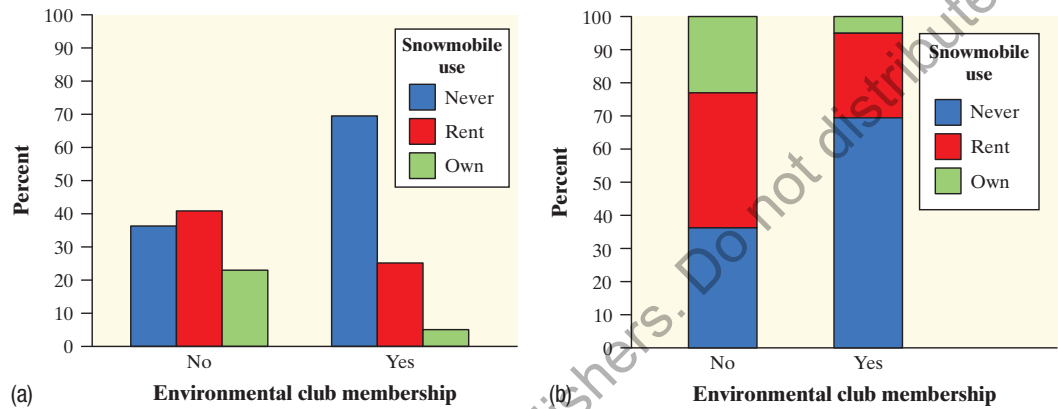 100
90
80
70
60
50
40
30
20
10
0
Percent
Snowmobile
use
Never
Rent
Own
No
Yes
Environmental club membership
(a)
100
90
80
70
60
50
40
30
20
10
0
Percent
Snowmobile
use
Never
Rent
Own
No
Yes
Environmental club membership
(b)
shers. Do not distribute